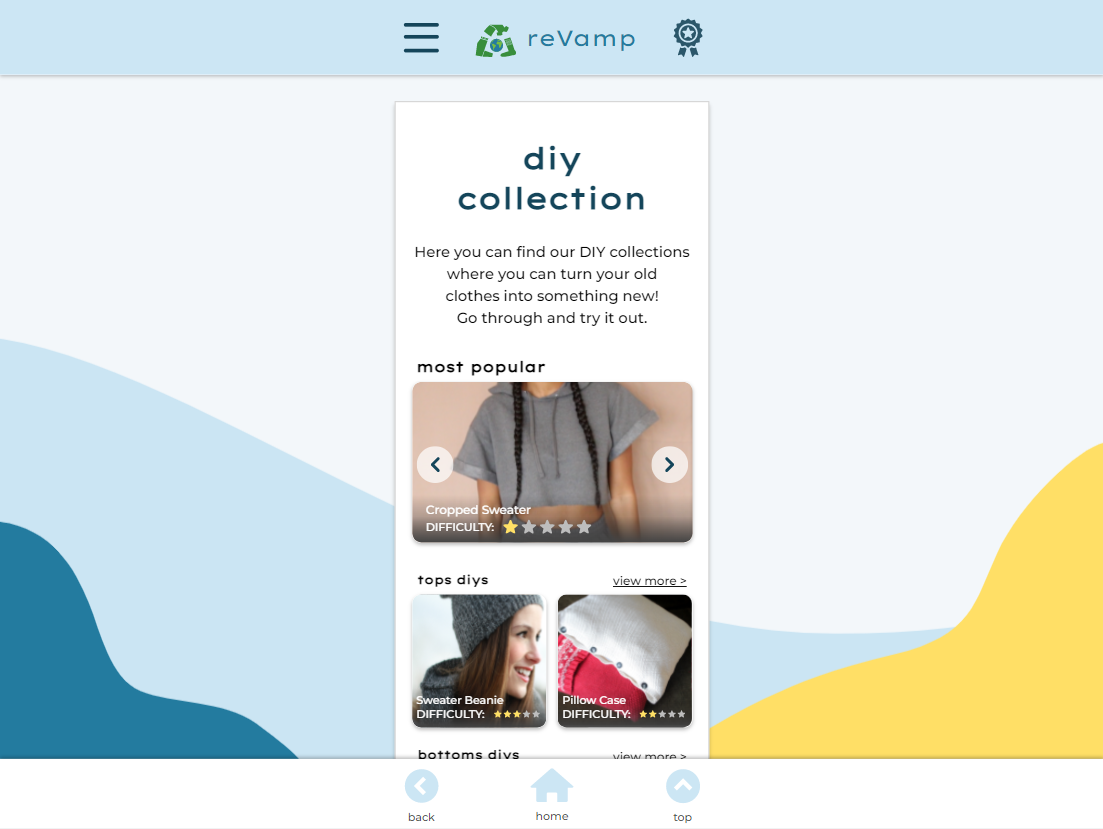 reVamp
diy
collection
Here you can find our DIY collections
where you can turn your old
clothes into something new!
Go through and try it out.
most popular
Cropped Sweater
DIFFICULTY:
tops diys
view more >
Sweater Beanie
DIFFICULTY:
Pillow Case
DIFFICULTY:
bottoms diys
view more >
back
home
top